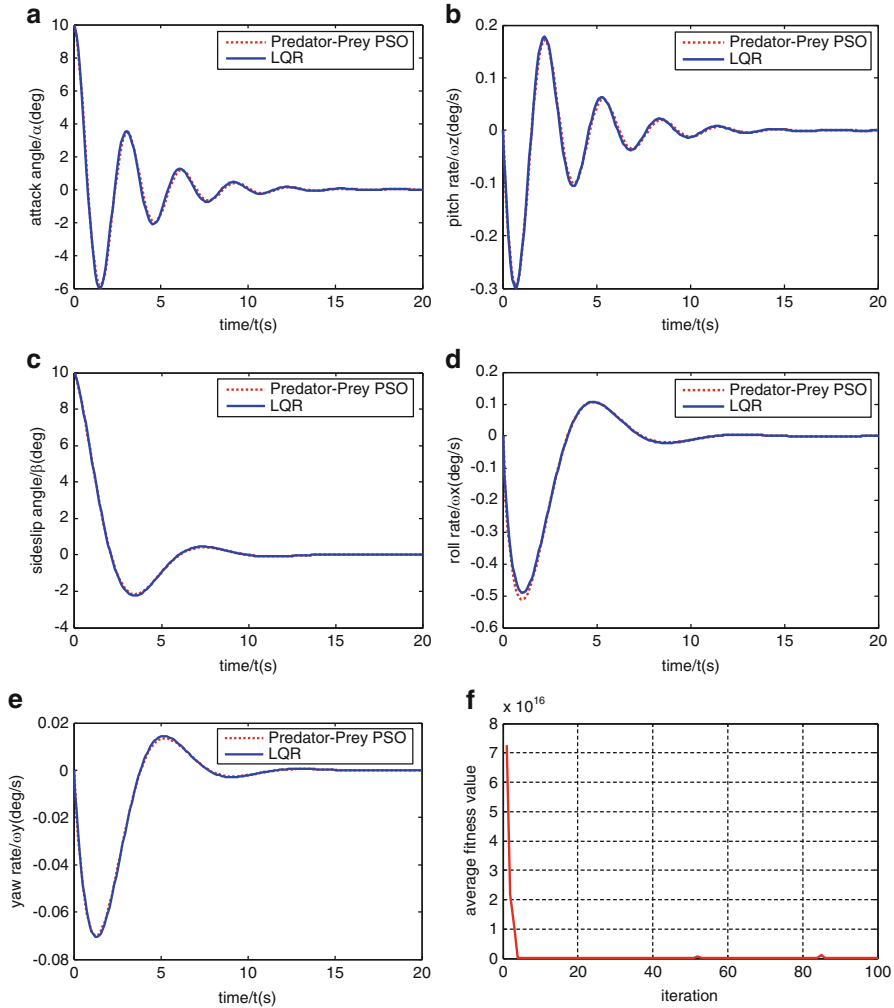 a
10
8
6
4
2
0
-2
-4
-6
0
5
10
15
20
attack angle/α(deg)
time/t(s)
Predator-Prey PSO
LQR
b
0.2
0.1
0
-0.1
-0.2
-0.3
0
5
10
15
20
pitch rate/ωz(deg/s)
time/t(s)
Predator-Prey PSO
LQR
c
10
8
6
4
2
0
-2
-4
0
5
10
15
20
sideslip angle/β(deg)
time/t(s)
Predator-Prey PSO
LQR
d
0.2
0.1
0
-0.1
-0.2
-0.3
-0.4
-0.5
-0.6
0
5
10
15
20
roll rate/ωx(deg/s)
time/t(s)
Predator-Prey PSO
LQR
e
0.02
0
-0.02
-0.04
-0.06
-0.08
0
5
10
15
20
yaw rate/ωy(deg/s)
time/t(s)
Predator-Prey PSO
LQR
f
x 10¹⁶
8
7
6
5
4
3
2
1
0
0
20
40
60
80
100
average fitness value
iteration